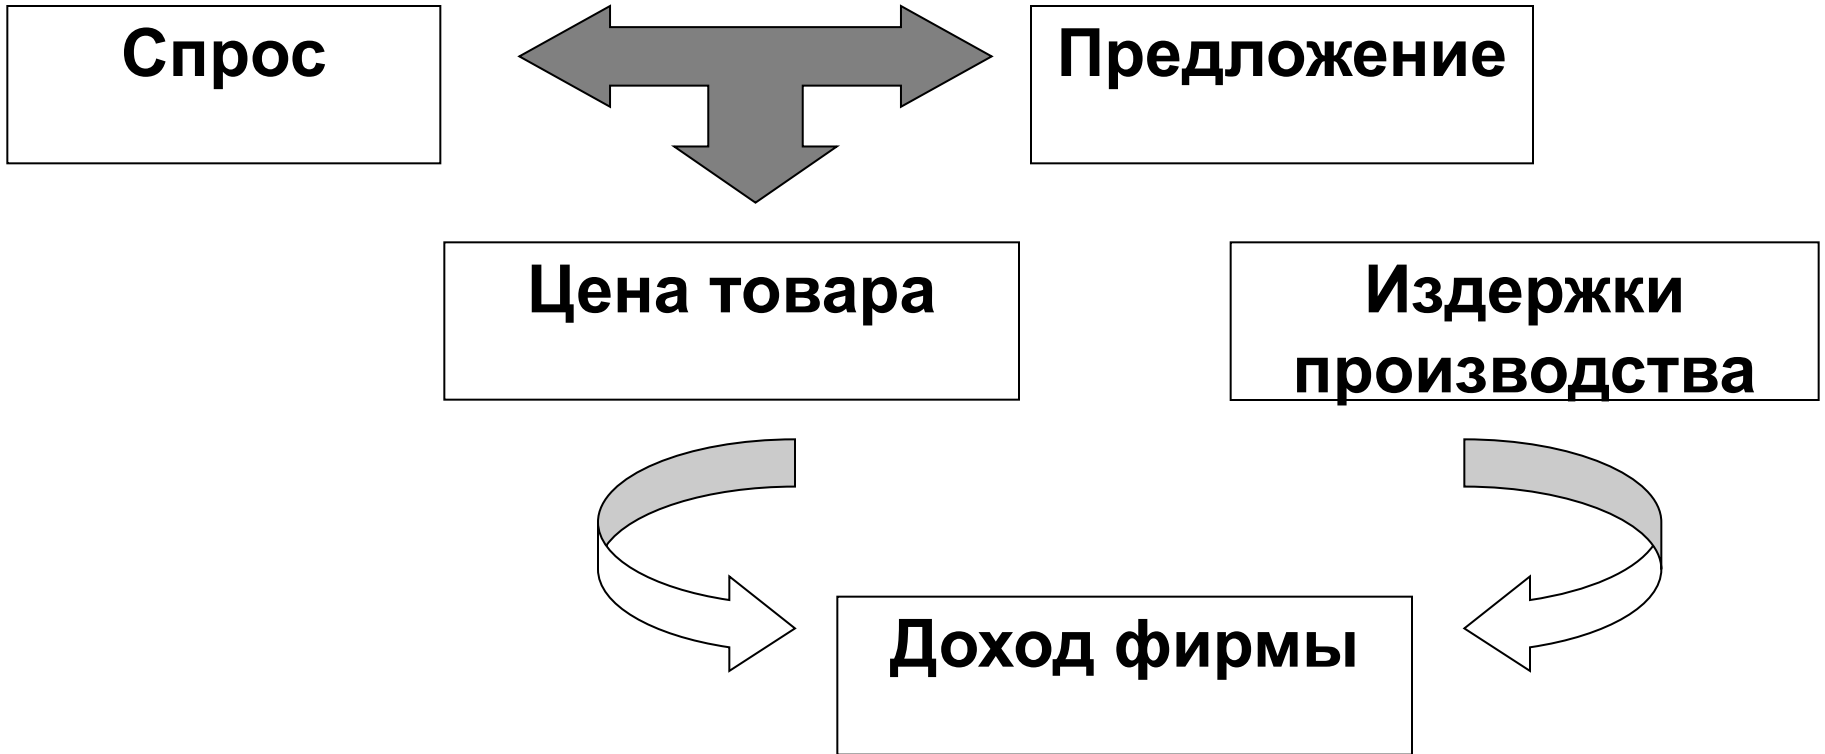 Спрос
Предложение
Цена товара
Издержки
производства
Доход фирмы